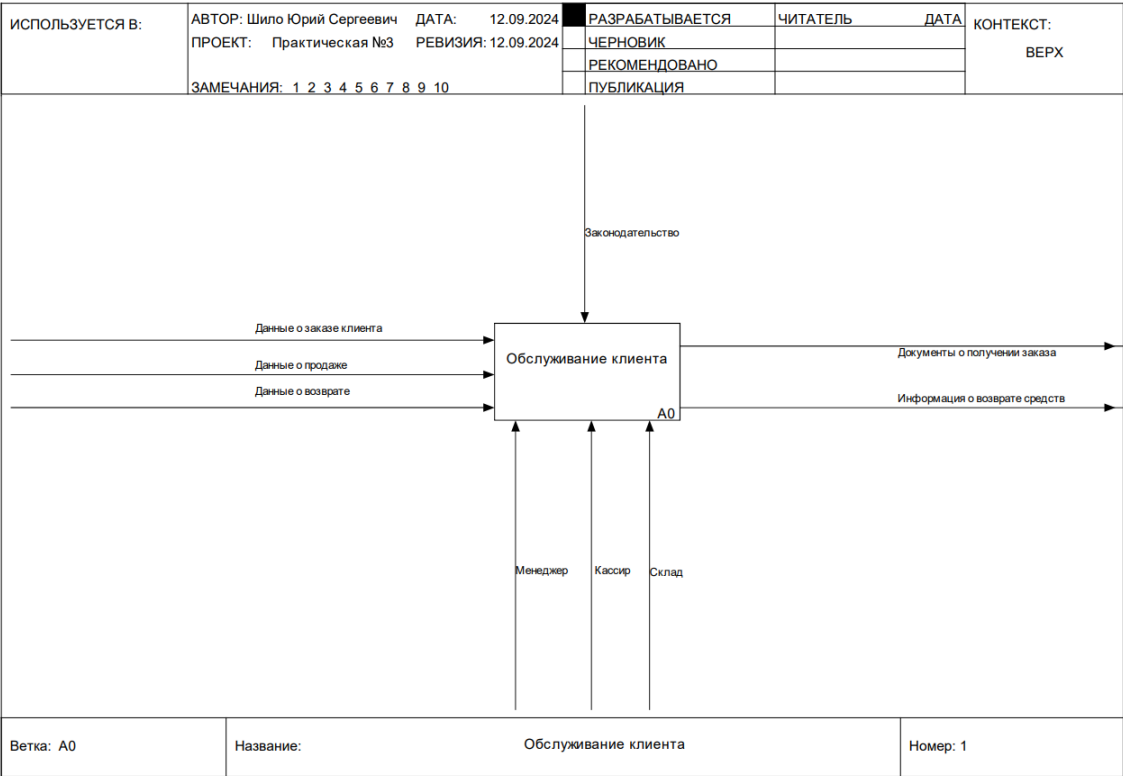 ИСПОЛЬЗУЕТСЯ В:
АВТОР: Шило Юрий Сергеевич ДАТА: 12.09.2024
ПРОЕКТ: Практическая №3 РЕВИЗИЯ: 12.09.2024
ЗАМЕЧАНИЯ: 1 2 3 4 5 6 7 8 9 10
РАЗРАБАТЫВАЕТСЯ
ЧЕРНОВИК
РЕКОМЕНДОВАНО
ПУБЛИКАЦИЯ
ЧИТАТЕЛЬ ДАТА
КОНТЕКСТ:
ВЕРХ
Законодательство
Данные о заказе клиента
Данные о продаже
Данные о возврате
Обслуживание клиента
A0
Документы о получении заказа
Информация о возврате средств
Менеджер
Кассир
Склад
Ветка: A0
Название: Обслуживание клиента
Номер: 1